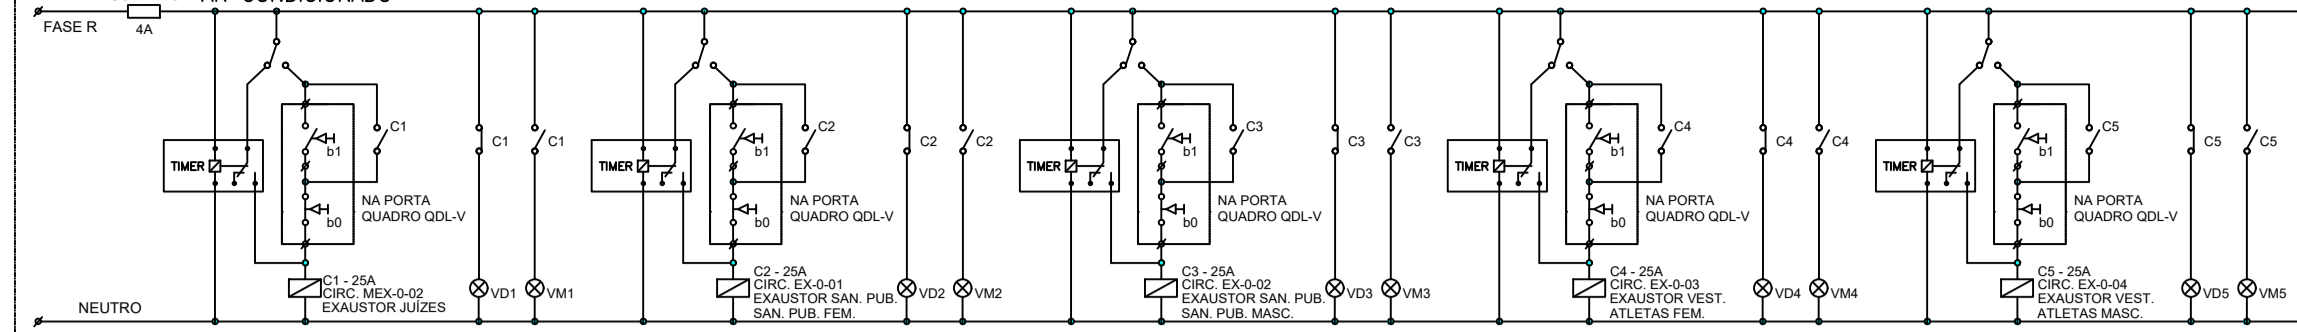 AR - CONDICIONADO
FASE R
4A
C1
C1
C1
TIMER
b1
b0
NA PORTA
QUADRO QDL-V
C1 - 25A
CIRC. MEX-0-02
EXAUSTOR JUÍZES
VD1
VM1
C2
C2
C2
TIMER
b1
b0
NA PORTA
QUADRO QDL-V
C2 - 25A
CIRC. EX-0-01
EXAUSTOR SAN. PUB.
SAN. PUB. FEM.
VD2
VM2
C3
C3
C3
TIMER
b1
b0
NA PORTA
QUADRO QDL-V
C3 - 25A
CIRC. EX-0-02
EXAUSTOR SAN. PUB.
SAN. PUB. MASC.
VD3
VM3
C4
C4
C4
TIMER
b1
b0
NA PORTA
QUADRO QDL-V
C4 - 25A
CIRC. EX-0-03
EXAUSTOR VEST.
ATLETAS FEM.
VD4
VM4
C5
C5
C5
TIMER
b1
b0
NA PORTA
QUADRO QDL-V
C5 - 25A
CIRC. EX-0-04
EXAUSTOR VEST.
ATLETAS MASC.
VD5
VM5
NEUTRO